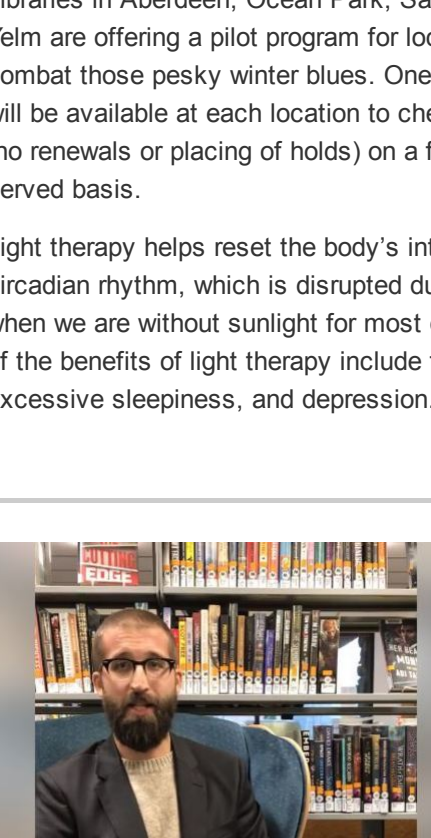 ibraries in Aberdeen, Ocean Park, Sa
Yelm are offering a pilot program for loc
ombat those pesky winter blues. One
will be available at each location to che
no renewals or placing of holds) on a f
erved basis.
ight therapy helps reset the body’s int
ircadian rhythm, which is disrupted du
when we are without sunlight for most
f the benefits of light therapy include
xcessive sleepiness, and depression.
CUTTING
EDGE